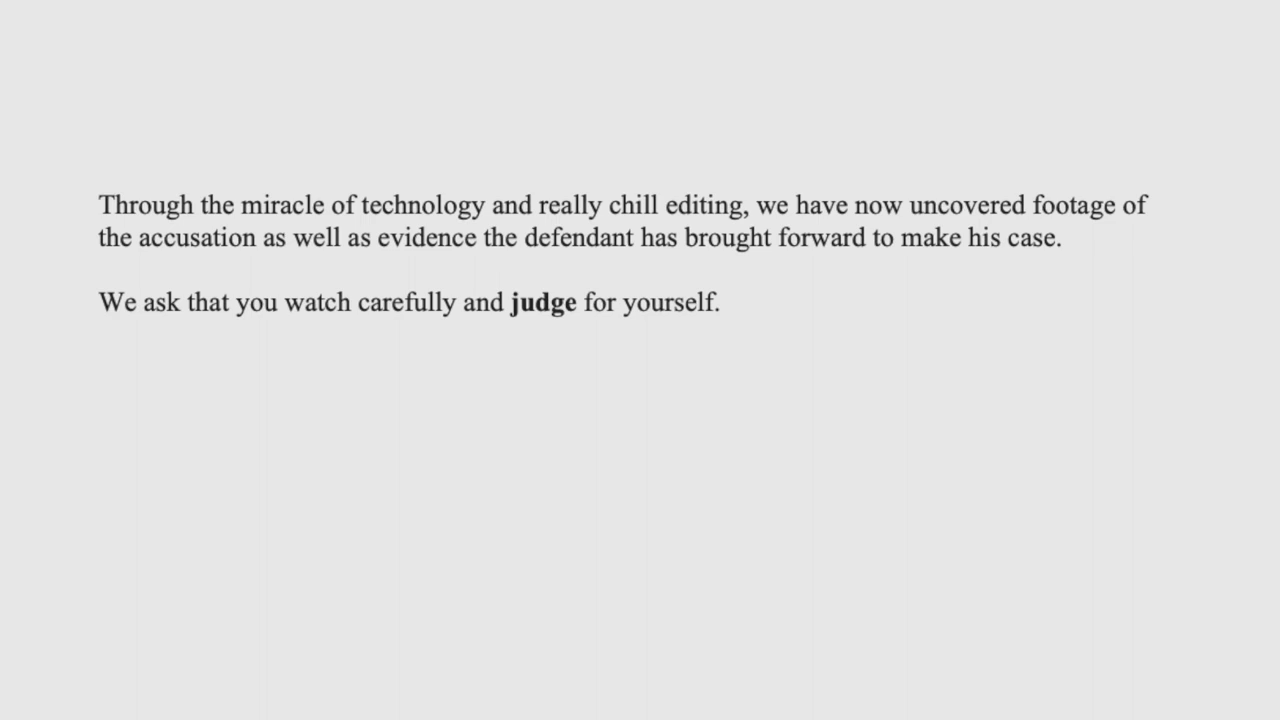 Through the miracle of technology and really chill editing, we have now uncovered footage of
the accusation as well as evidence the defendant has brought forward to make his case.
We ask that you watch carefully and judge for yourself.